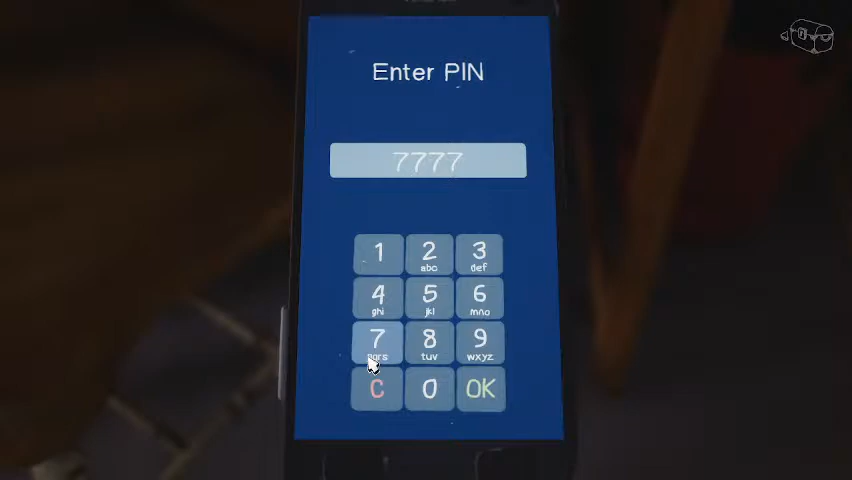 Enter PIN
7777
1 2 3
abc def
4 5 6
ghi jkl mno
7 8 9
pqrs tuv wxyz
C 0 OK